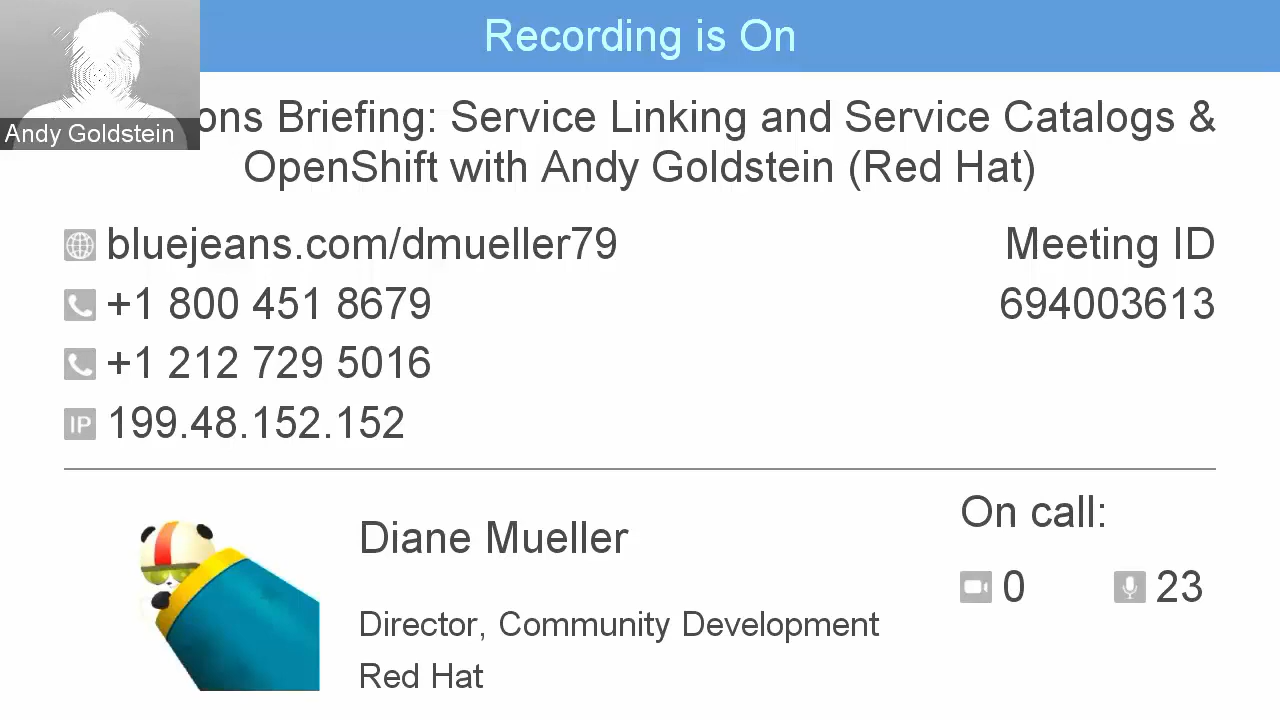 Recording is On
Andy Goldstein
ons Briefing: Service Linking and Service Catalogs &
OpenShift with Andy Goldstein (Red Hat)
bluejeans.com/dmueller79
Meeting ID
+1 800 451 8679
694003613
+1 212 729 5016
IP 199.48.152.152
Diane Mueller
On call:
0
23
Director, Community Development
Red Hat